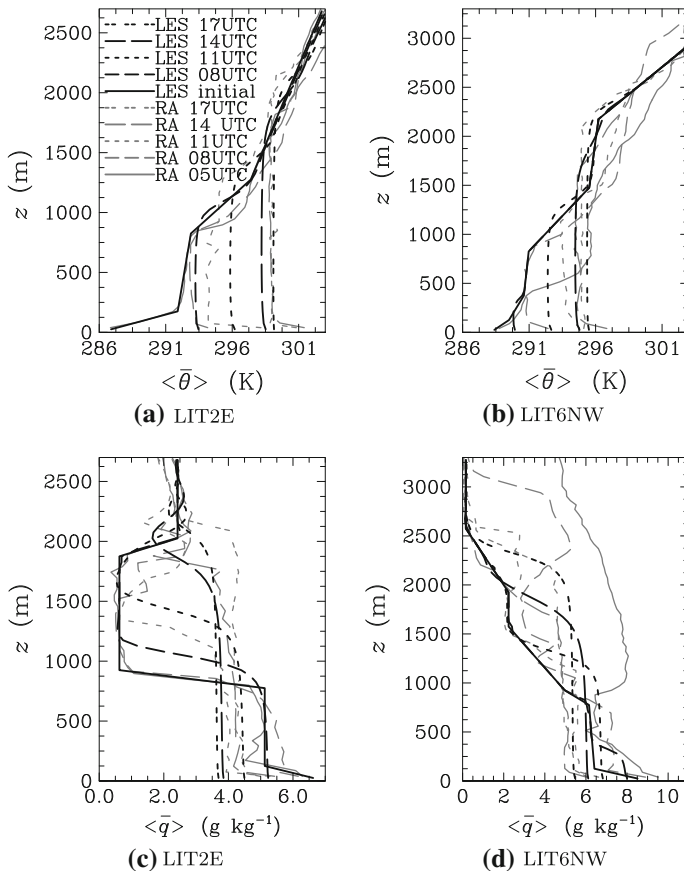 LES 17UTC
LES 14UTC
LES 11UTC
LES 08UTC
LES initial
RA 17UTC
RA 14 UTC
RA 11UTC
RA 08UTC
RA 05UTC
2500
2000
1500
1000
500
0
z (m)
286 291 296 301
<θ̄> (K)
(a) LIT2E
3000
2500
2000
1500
1000
500
0
z (m)
286 291 296 301
<θ̄> (K)
(b) LIT6NW
2500
2000
1500
1000
500
0
z (m)
0.0 2.0 4.0 6.0
<q̄> (g kg⁻¹)
(c) LIT2E
3000
2500
2000
1500
1000
500
0
z (m)
0 2 4 6 8 10
<q̄> (g kg⁻¹)
(d) LIT6NW